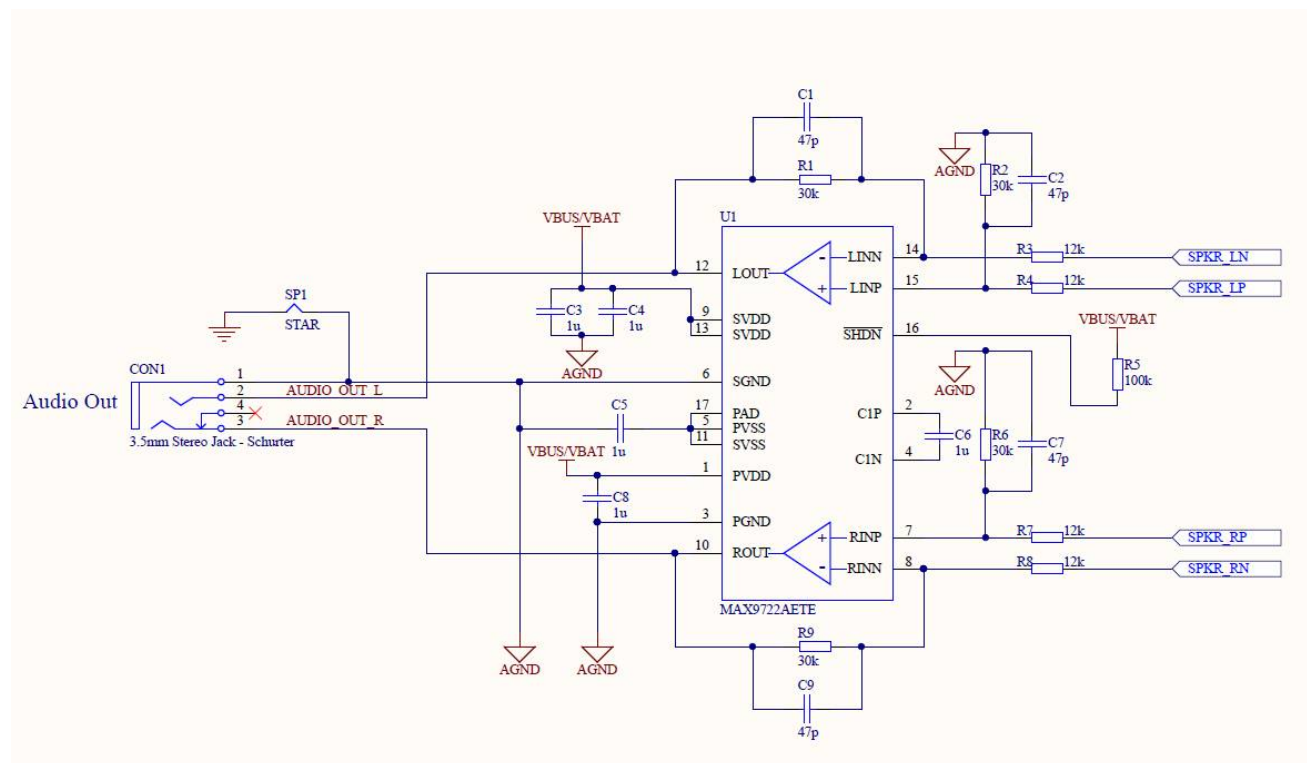 C1
47p
R1
30k
AGND
R2
30k
C2
47p
U1
VBUS/VBAT
12
LOUT
-
+
LINN
14
LINP
15
R3
12k
SPKR_LN
R4
12k
SPKR_LP
SP1
STAR
C3
1u
C4
1u
AGND
9
SVDD
13
SVDD
SHDN
16
VBUS/VBAT
R5
100k
CON1
Audio Out
1
2
AUDIO_OUT_L
4
3
AUDIO_OUT_R
3.5mm Stereo Jack - Schurter
6
SGND
AGND
C5
1u
17
PAD
5
PVSS
11
SVSS
C1P
2
C1N
4
C6
1u
R6
30k
C7
47p
VBUS/VBAT
1
PVDD
C8
1u
3
PGND
10
ROUT
+
-
RINP
7
RINN
8
R7
12k
SPKR_RP
R8
12k
SPKR_RN
MAX9722AETE
AGND
AGND
R9
30k
C9
47p